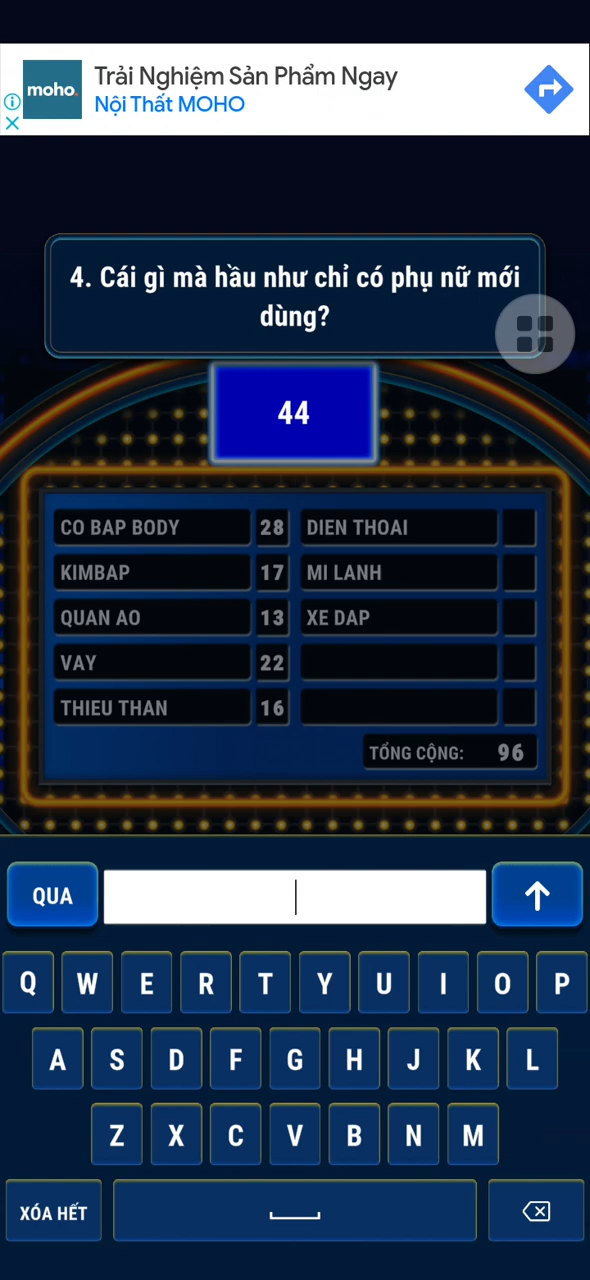 moho.
Trải Nghiệm Sản Phẩm Ngay
Nội Thất MOHO
4. Cái gì mà hầu như chỉ có phụ nữ mới
dùng?
44
CO BAP BODY 28 DIEN THOAI
KIMBAP 17 MI LANH
QUAN AO 13 XE DAP
VAY 22
THIEU THAN 16
TỔNG CỘNG: 96
QUA
Q W E R T Y U I O P
A S D F G H J K L
Z X C V B N M
XÓA HẾT